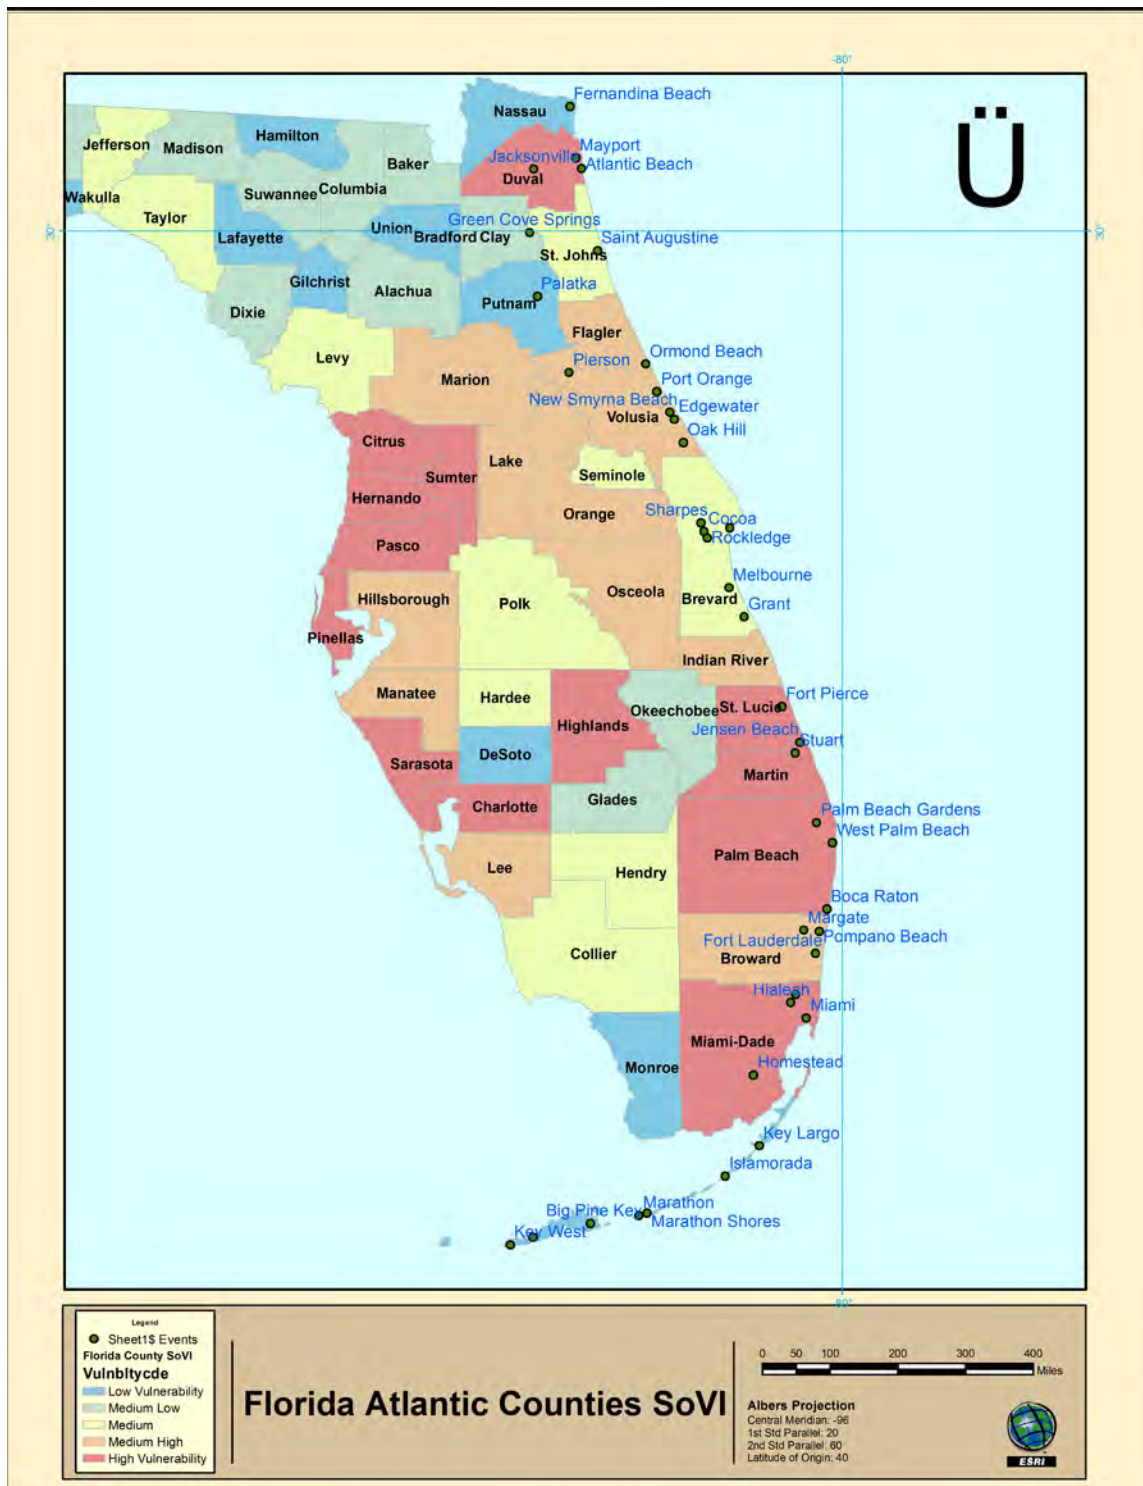 -80°
Ü
Fernandina Beach
Nassau
Hamilton
Jefferson
Madison
Baker
Mayport
Jacksonville
Atlantic Beach
Duval
Suwannee
Columbia
Wakulla
Taylor
Green Cove Springs
Union
Bradford
Clay
Lafayette
30°
30°
Saint Augustine
St. Johns
Gilchrist
Alachua
Palatka
Putnam
Dixie
Flagler
Levy
Ormond Beach
Pierson
Marion
Port Orange
New Smyrna Beach
Edgewater
Volusia
Oak Hill
Citrus
Lake
Sumter
Seminole
Hernando
Orange
Sharpes
Cocoa
Rockledge
Pasco
Melbourne
Hillsborough
Polk
Osceola
Brevard
Grant
Pinellas
Indian River
Manatee
Hardee
Fort Pierce
Okeechobee
St. Lucie
Highlands
Jensen Beach
Stuart
DeSoto
Sarasota
Martin
Charlotte
Glades
Palm Beach Gardens
West Palm Beach
Palm Beach
Lee
Hendry
Boca Raton
Margate
Pompano Beach
Fort Lauderdale
Broward
Collier
Hialeah
Miami
Miami-Dade
Monroe
Homestead
Key Largo
Islamorada
Marathon
Big Pine Key
Marathon Shores
Key West
-80°
Legend
Sheet1$ Events
Florida County SoVI
Vulnbltycde
Low Vulnerability
Medium Low
Medium
Medium High
High Vulnerability
Florida Atlantic Counties SoVI
0 50 100 200 300 400
Miles
Albers Projection
Central Meridian: -96
1st Std Parallel: 20
2nd Std Parallel: 60
Latitude of Origin: 40
ESRI